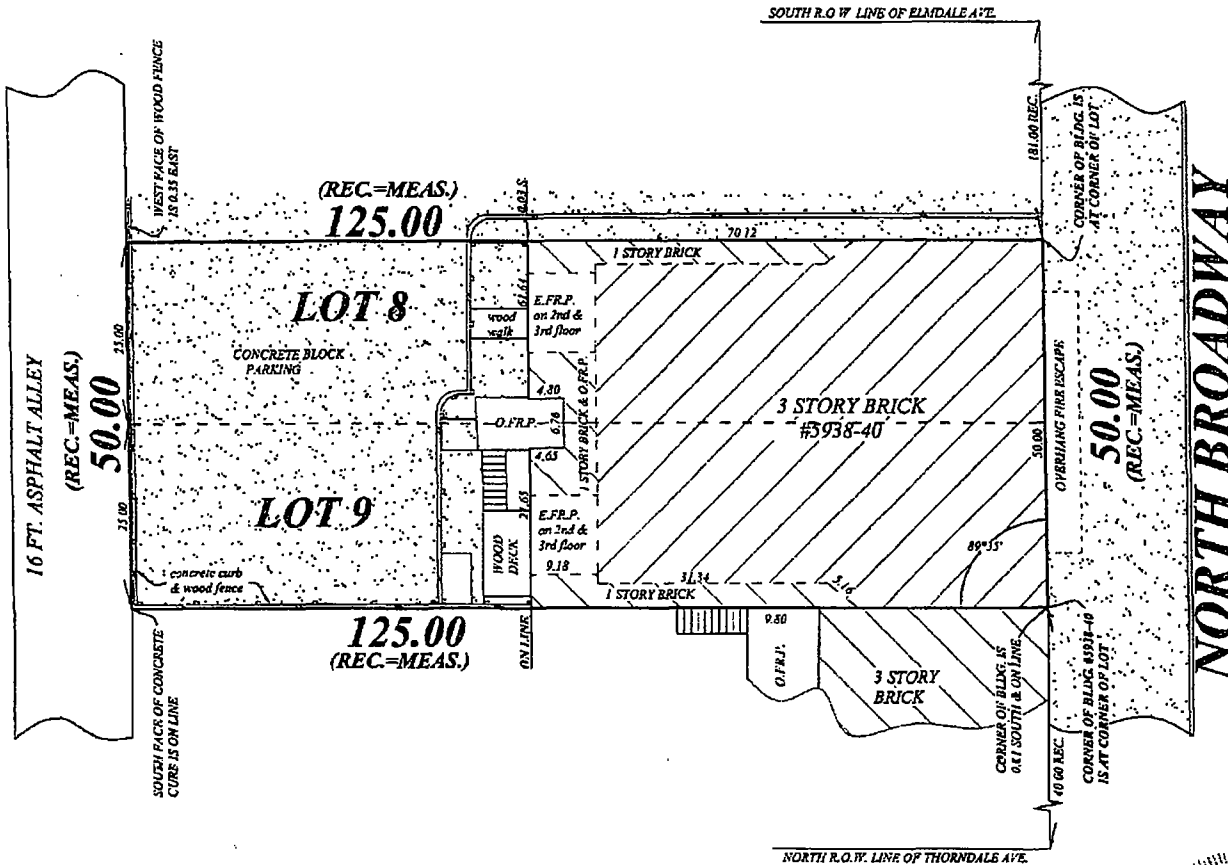 SOUTH R.O.W. LINE OF ELMDALE AVE.
WEST FACE OF WOOD FENCE
IS 0.35 EAST
181.00 REC.
CORNER OF BLDG. IS
AT CORNER OF LOT
(REC.=MEAS.)
125.00
0.03 S.
70.12
1 STORY BRICK
LOT 8
E.FR.P.
on 2nd &
3rd floor
wood
walk
CONCRETE BLOCK
PARKING
25.00
16 FT. ASPHALT ALLEY
(REC.=MEAS.)
50.00
4.80
O.FR.P.
6.76
4.65
1 STORY BRICK & O.FR.P.
3 STORY BRICK
#5938-40
50.00
OVERHANG FIRE ESCAPE
50.00
(REC.=MEAS.)
NORTH BROADWAY
25.00
LOT 9
E.FR.P.
on 2nd &
3rd floor
WOOD
DECK
9.18
89°55'
concrete curb
& wood fence
31.34
5.16
1 STORY BRICK
125.00
(REC.=MEAS.)
ON LINE
9.80
O.FR.P.
3 STORY
BRICK
SOUTH FACE OF CONCRETE
CURB IS ON LINE
CORNER OF BLDG. IS
0.81 SOUTH & ON LINE
40.00 REC.
CORNER OF BLDG. #5938-40
IS AT CORNER OF LOT
NORTH R.O.W. LINE OF THORNDALE AVE.